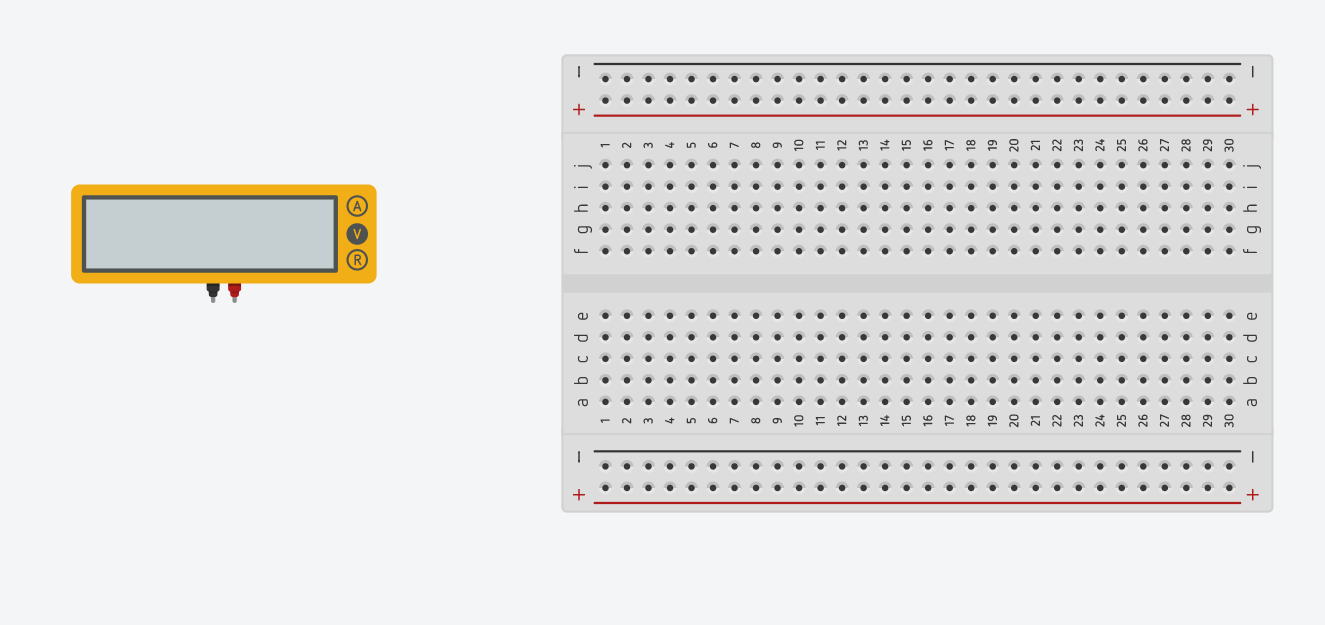 A
V
R
− −
+ +
1 2 3 4 5 6 7 8 9 10 11 12 13 14 15 16 17 18 19 20 21 22 23 24 25 26 27 28 29 30
j j
i i
h h
g g
f f
e e
d d
c c
b b
a a
1 2 3 4 5 6 7 8 9 10 11 12 13 14 15 16 17 18 19 20 21 22 23 24 25 26 27 28 29 30
− −
+ +